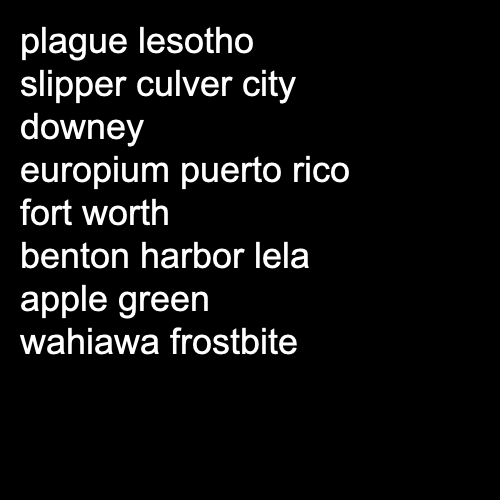 plague lesotho
slipper culver city
downey
europium puerto rico
fort worth
benton harbor lela
apple green
wahiawa frostbite